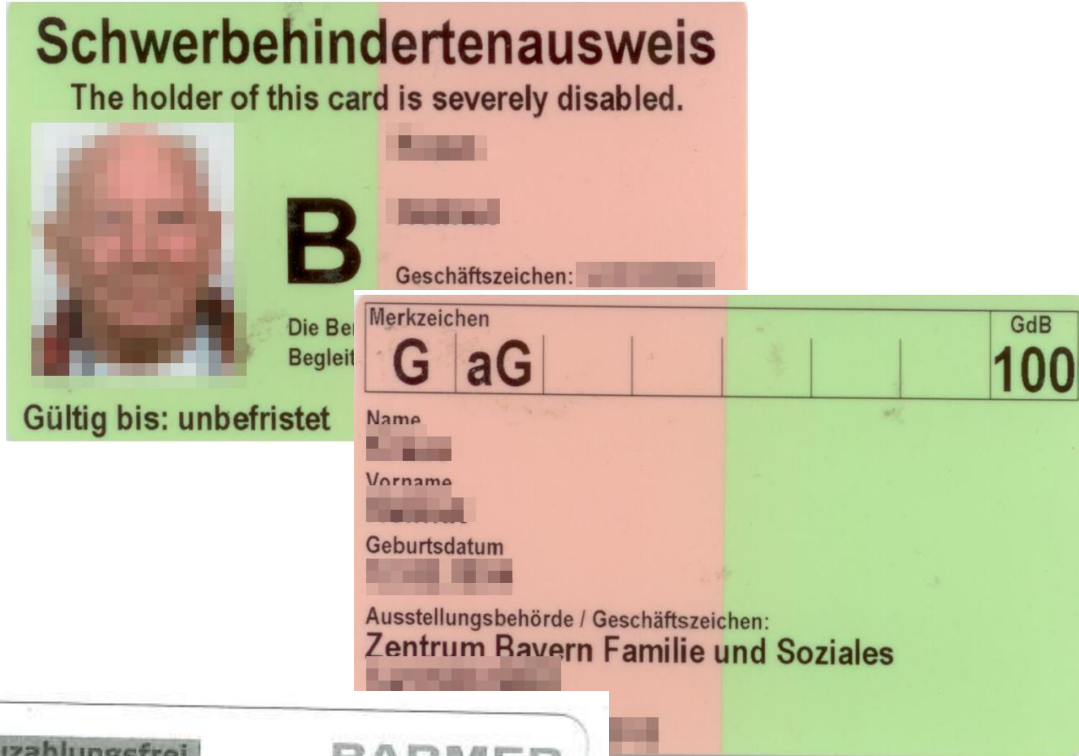 Schwerbehindertenausweis
The holder of this card is severely disabled.
B
Geschäftszeichen:
Die
Begleit
Gültig bis: unbefristet
Merkzeichen
GdB
G aG
100
Name
Vorname
Geburtsdatum
Ausstellungsbehörde / Geschäftszeichen:
Zentrum Bayern Familie und Soziales
BARMER